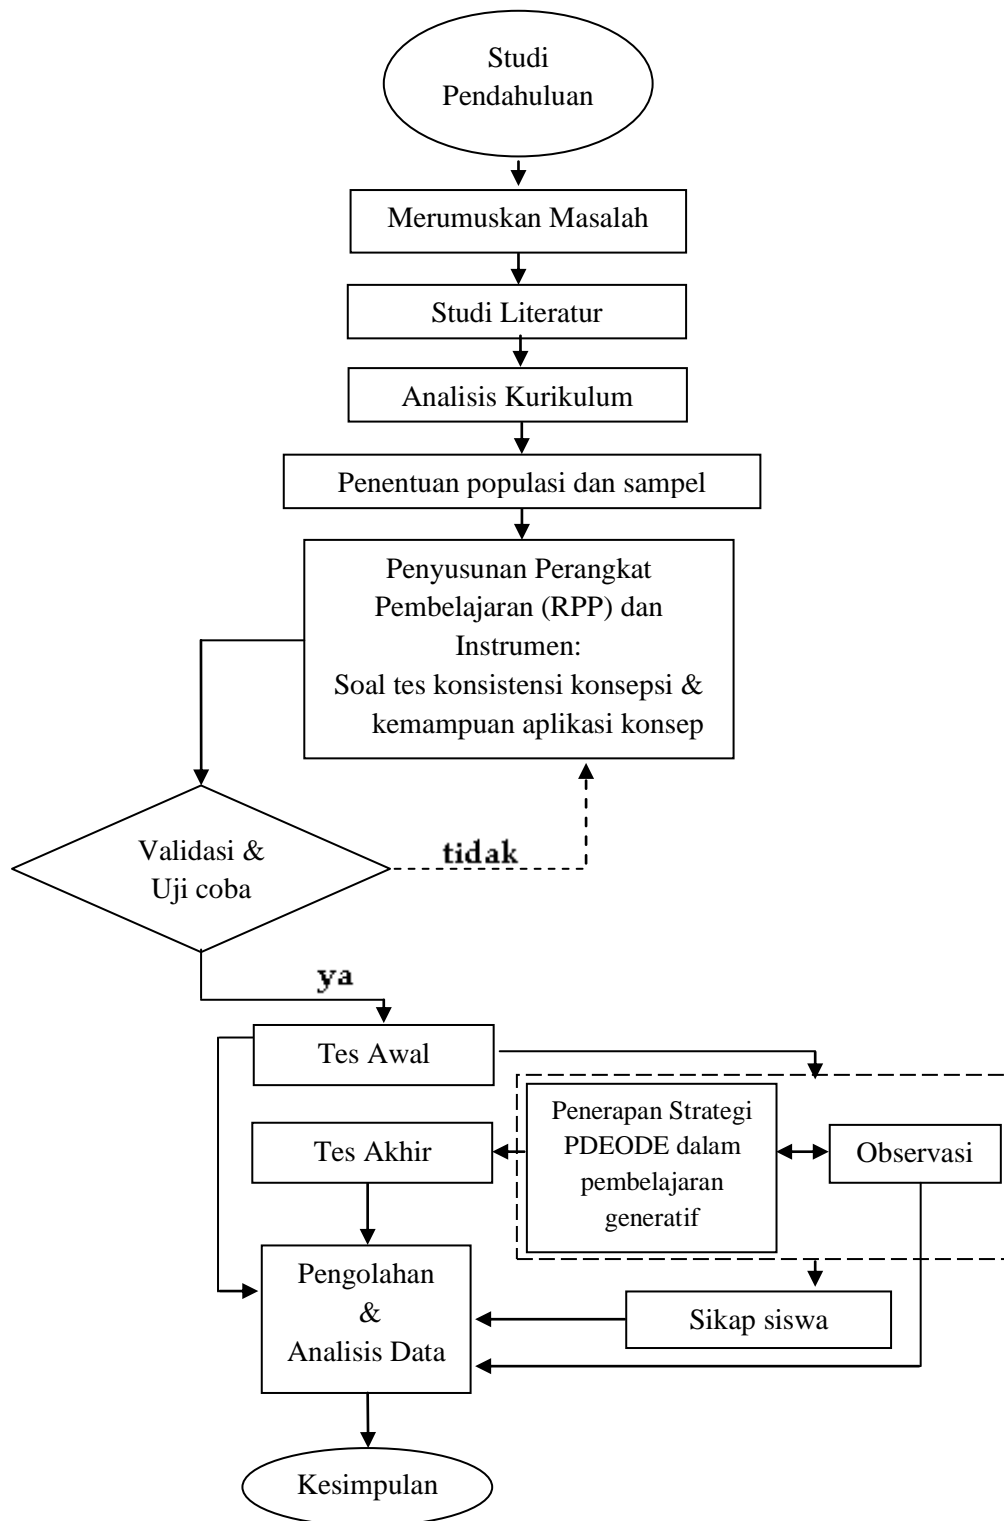 Studi
Pendahuluan
Merumuskan Masalah
Studi Literatur
Analisis Kurikulum
Penentuan populasi dan sampel
Penyusunan Perangkat
Pembelajaran (RPP) dan
Instrumen:
Soal tes konsistensi konsepsi &
kemampuan aplikasi konsep
Validasi &
Uji coba
tidak
ya
Tes Awal
Penerapan Strategi
PDEODE dalam
pembelajaran
generatif
Observasi
Tes Akhir
Pengolahan
&
Analisis Data
Sikap siswa
Kesimpulan